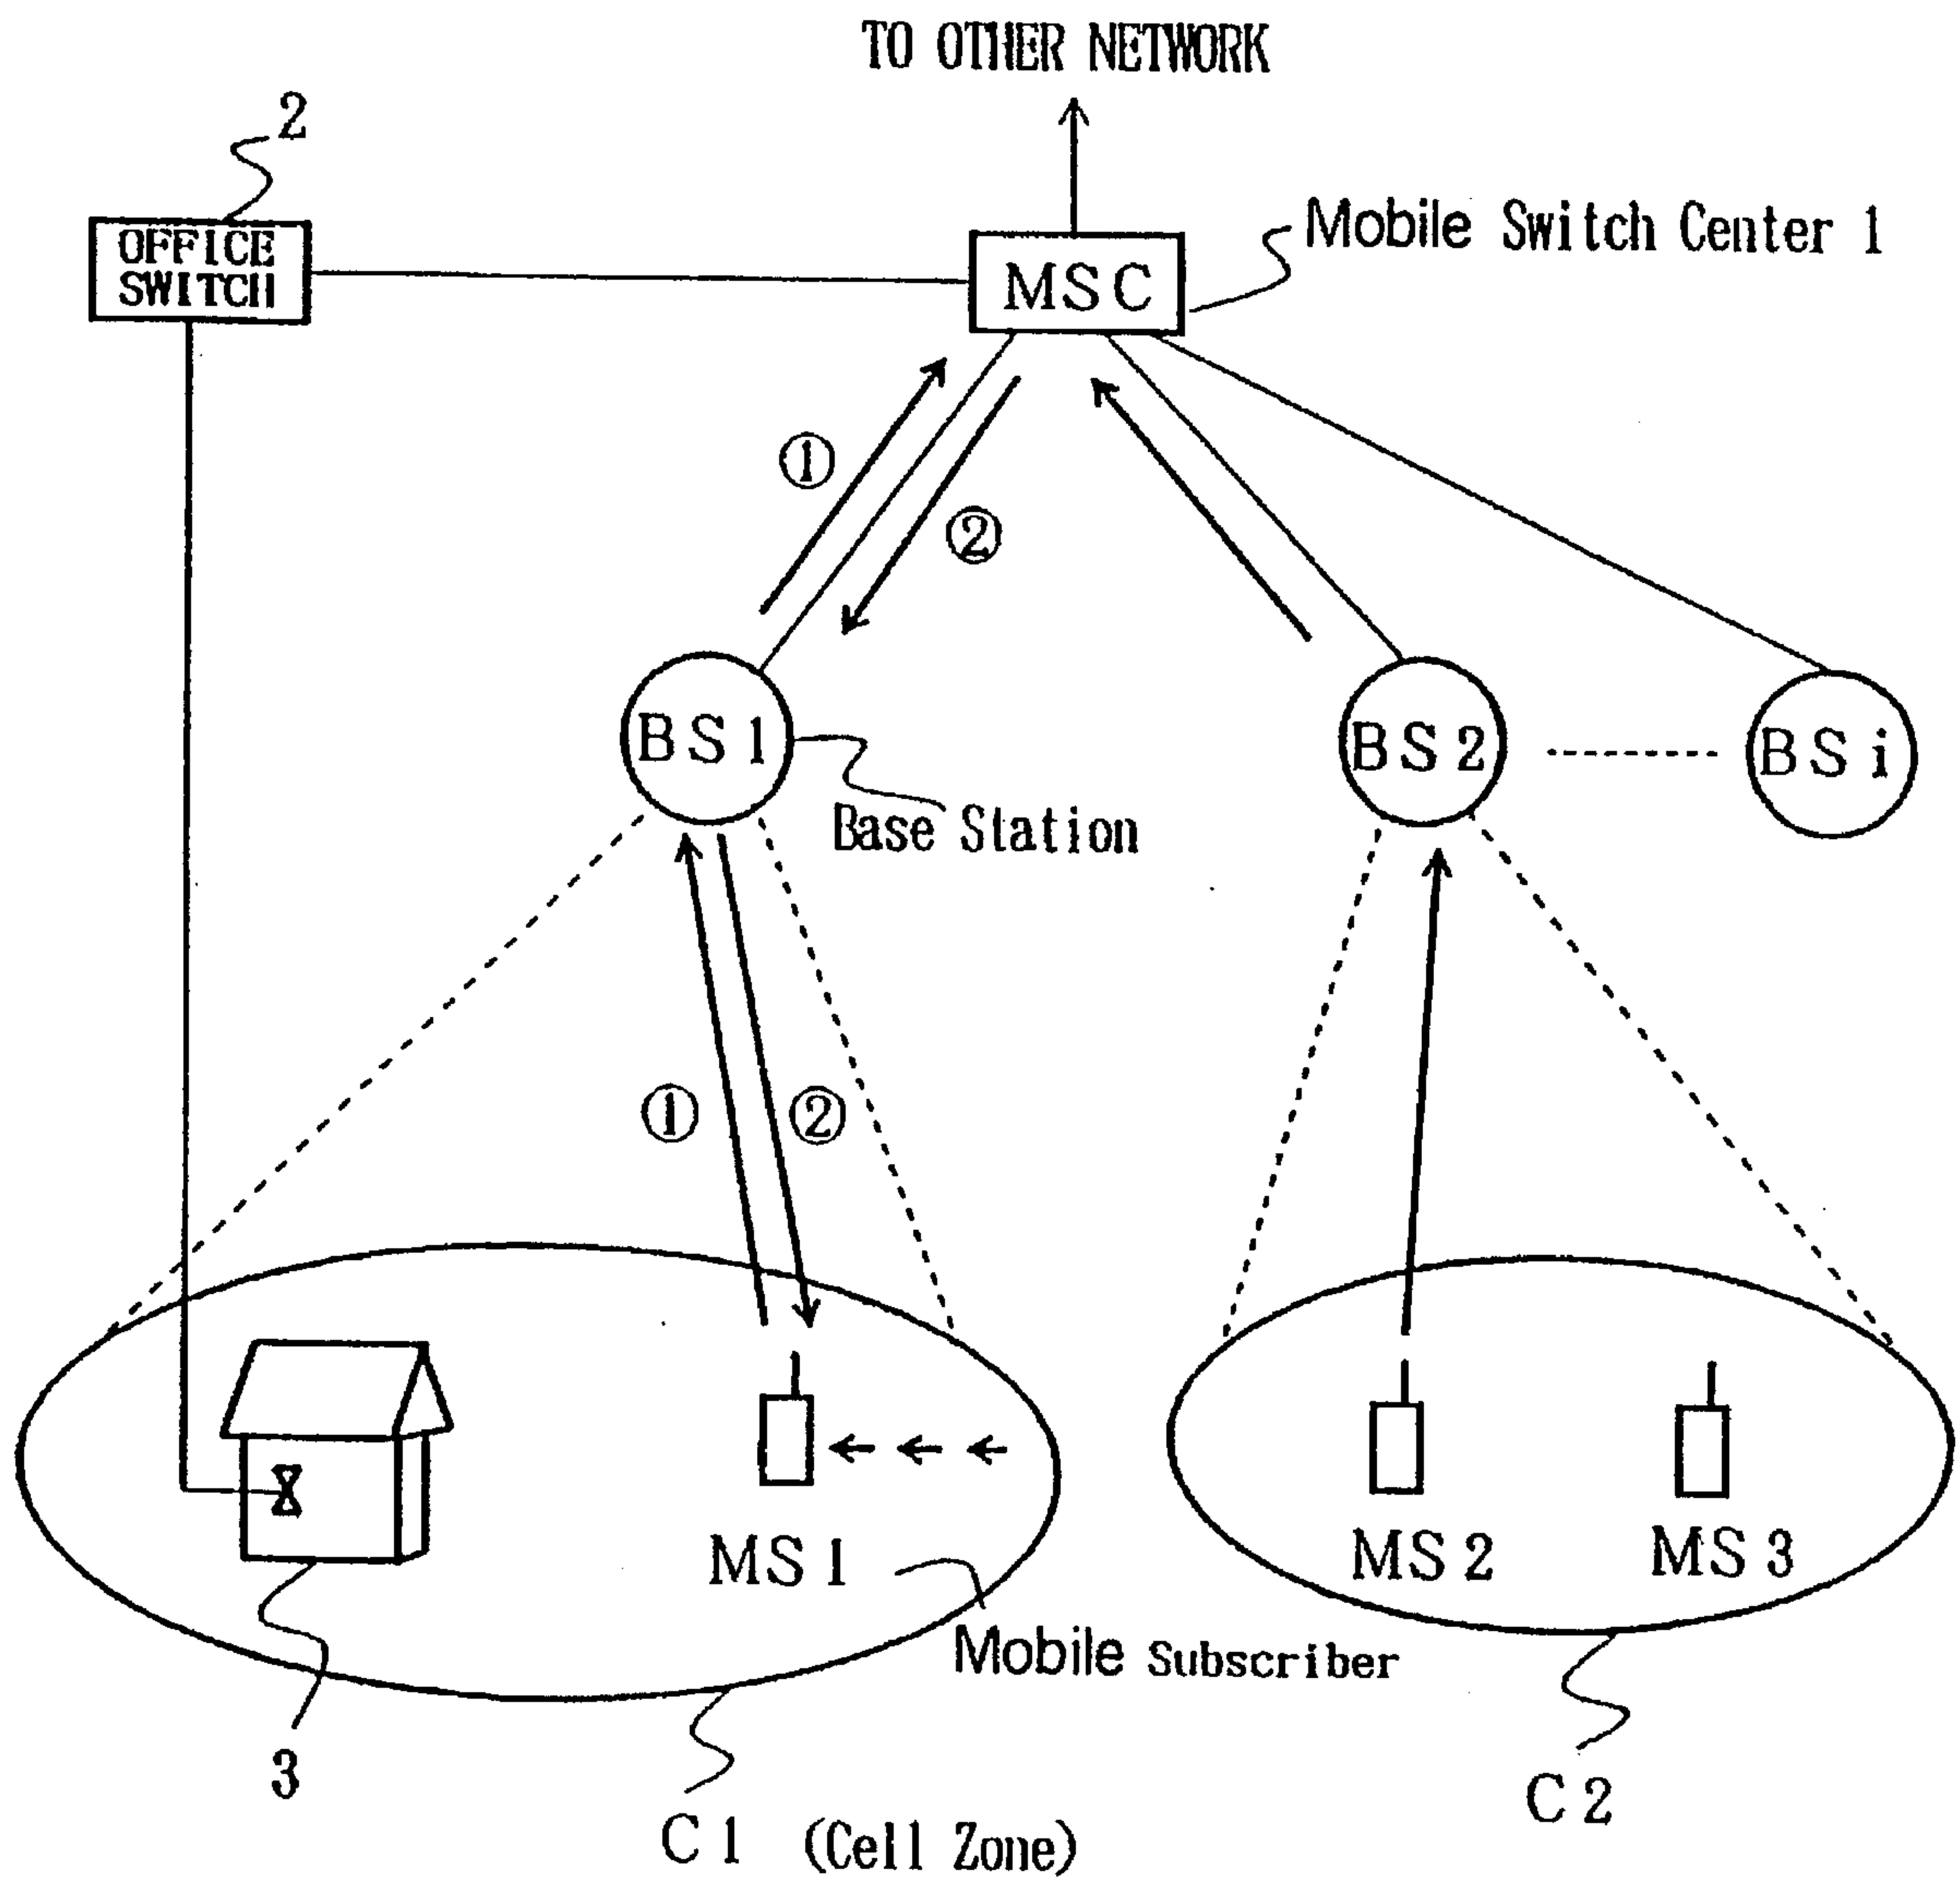 TO OTHER NETWORK
2
OFFICE
SWITCH
MSC
Mobile Switch Center 1
①
②
BS1
BS2
BSi
Base Station
①
②
MS1
MS2
MS3
Mobile Subscriber
3
C1 (Cell Zone)
C2